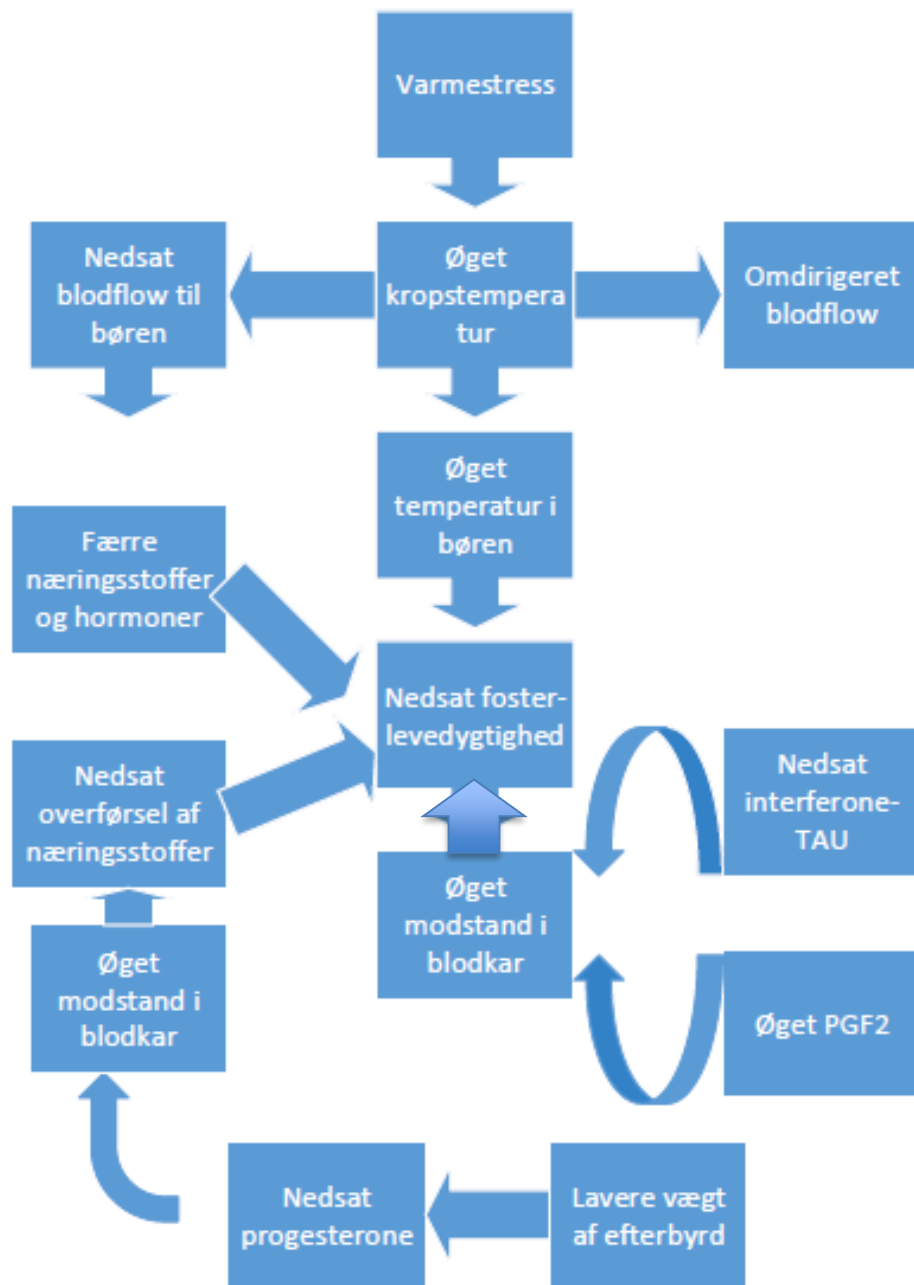 Varmestress
Nedsat
blodflow til
børen
Øget
kropstempera
tur
Omdirigeret
blodflow
Øget
temperatur i
børen
Færre
næringsstoffer
og hormoner
Nedsat foster-
levedygtighed
Nedsat
overførsel af
næringsstoffer
Nedsat
interferone-
TAU
Øget
modstand i
blodkar
Øget
modstand i
blodkar
Øget PGF2
Nedsat
progesterone
Lavere vægt
af efterbyrd